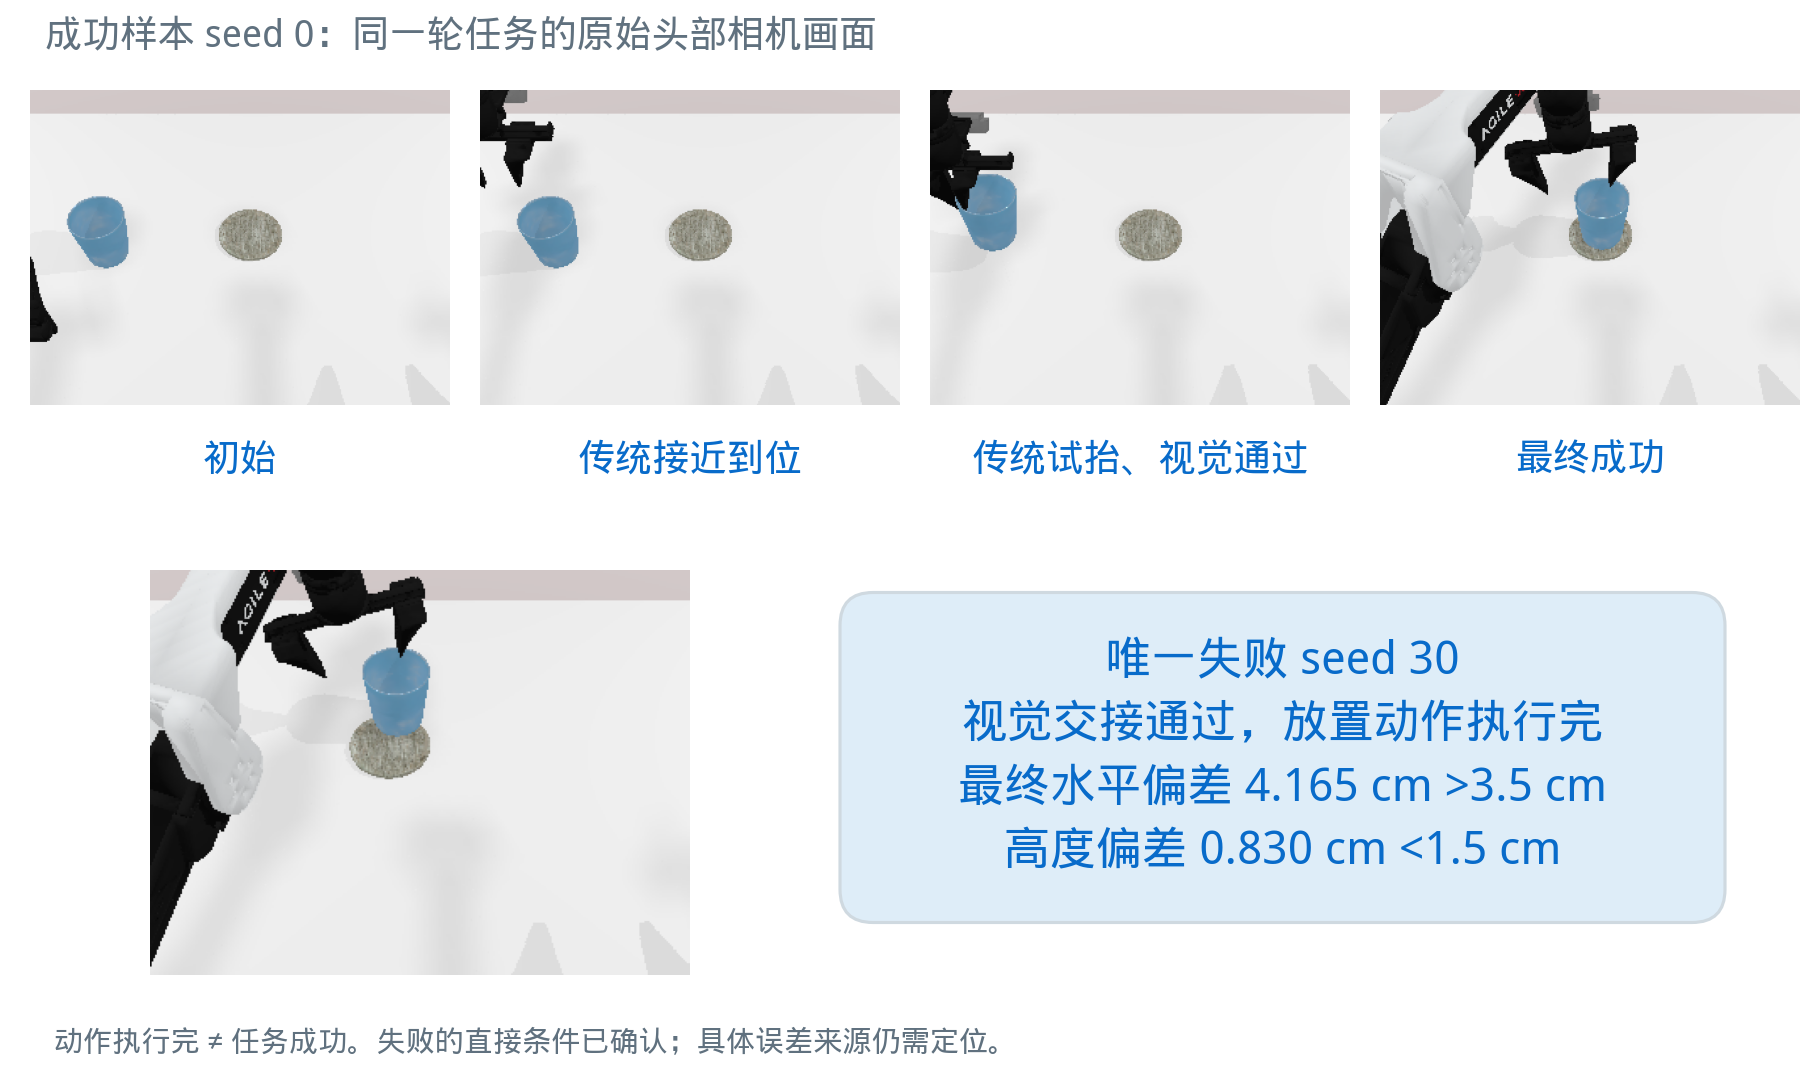 成功样本 seed 0：同一轮任务的原始头部相机画面
AGILE
初始
传统接近到位
传统试抬、视觉通过
最终成功
AGILE
唯一失败 seed 30
视觉交接通过，放置动作执行完
最终水平偏差 4.165 cm >3.5 cm
高度偏差 0.830 cm <1.5 cm
动作执行完 ≠ 任务成功。失败的直接条件已确认；具体误差来源仍需定位。